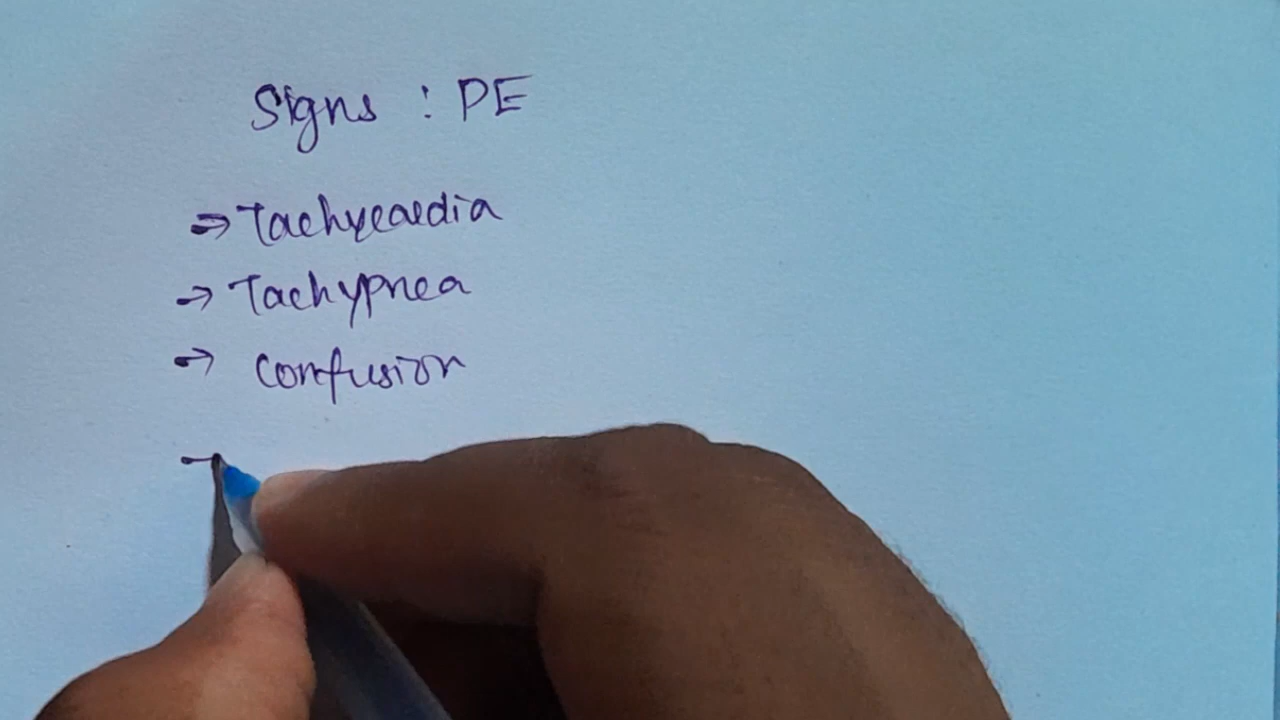 Signs : PE
→ Tachycardia
→ Tachypnea
→ Confusion